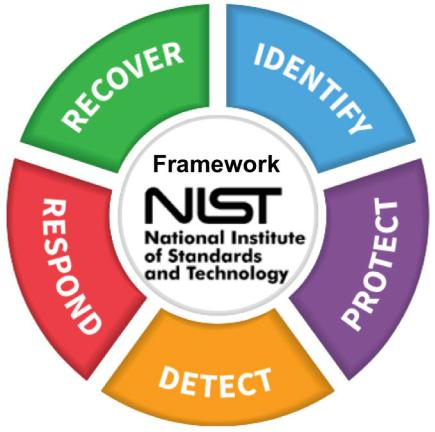 RECOVER
IDENTIFY
Framework
NIST
National Institute
of Standards
and Technology
RESPOND
PROTECT
DETECT